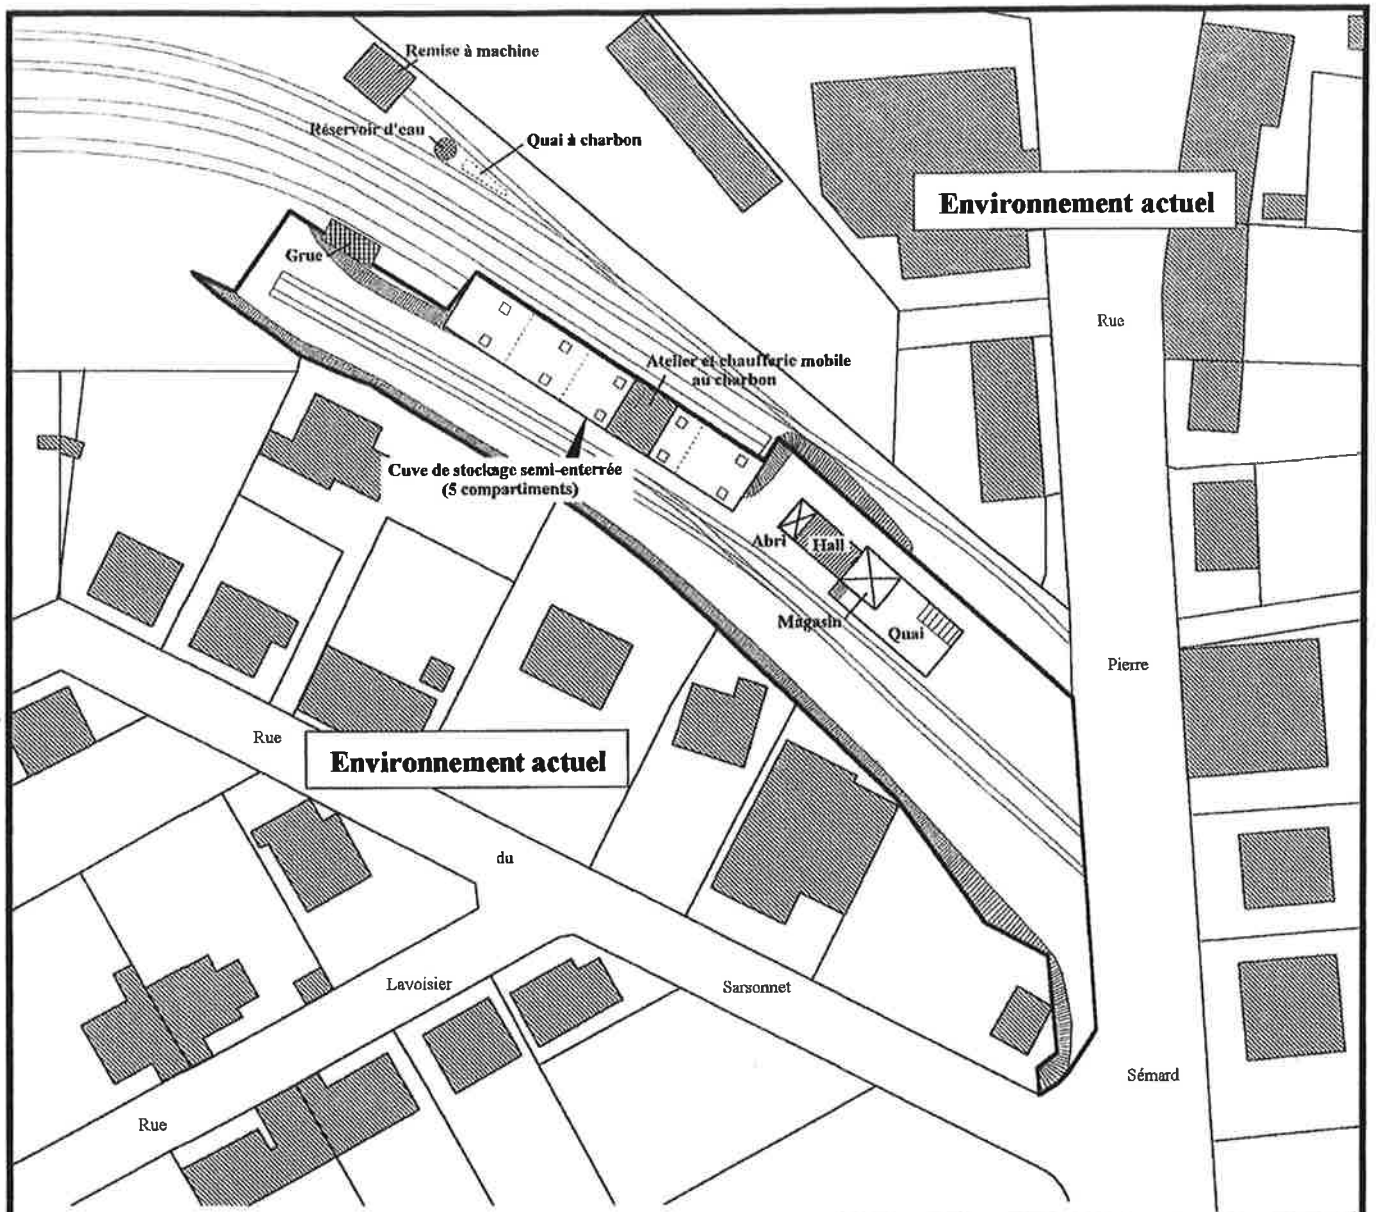 Remise à machine
Réservoir d'eau
Quai à charbon
Environnement actuel
Grue
Rue
Atelier et chaufferie mobile
au charbon
Cuve de stockage semi-enterrée
(5 compartiments)
Abri
Hall
Magasin
Quai
Pierre
Rue
Environnement actuel
du
Lavoisier
Sarsonnet
Sémard
Rue